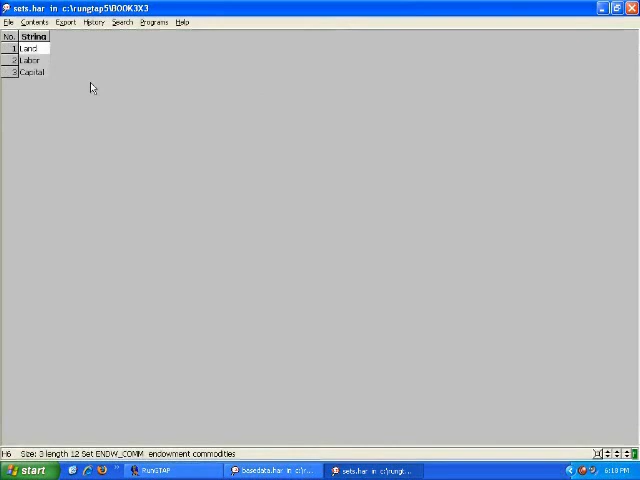 sets.har in c:\rungtap5\BOOK3X3
File Contents Export History Search Programs Help
No. String
1 Land
2 Labor
3 Capital
H6 Size: 3 length 12 Set ENDW_COMM endowment commodities
start RunGTAP basedata.har in c:\r... sets.har in c:\rungt... 6:18 PM